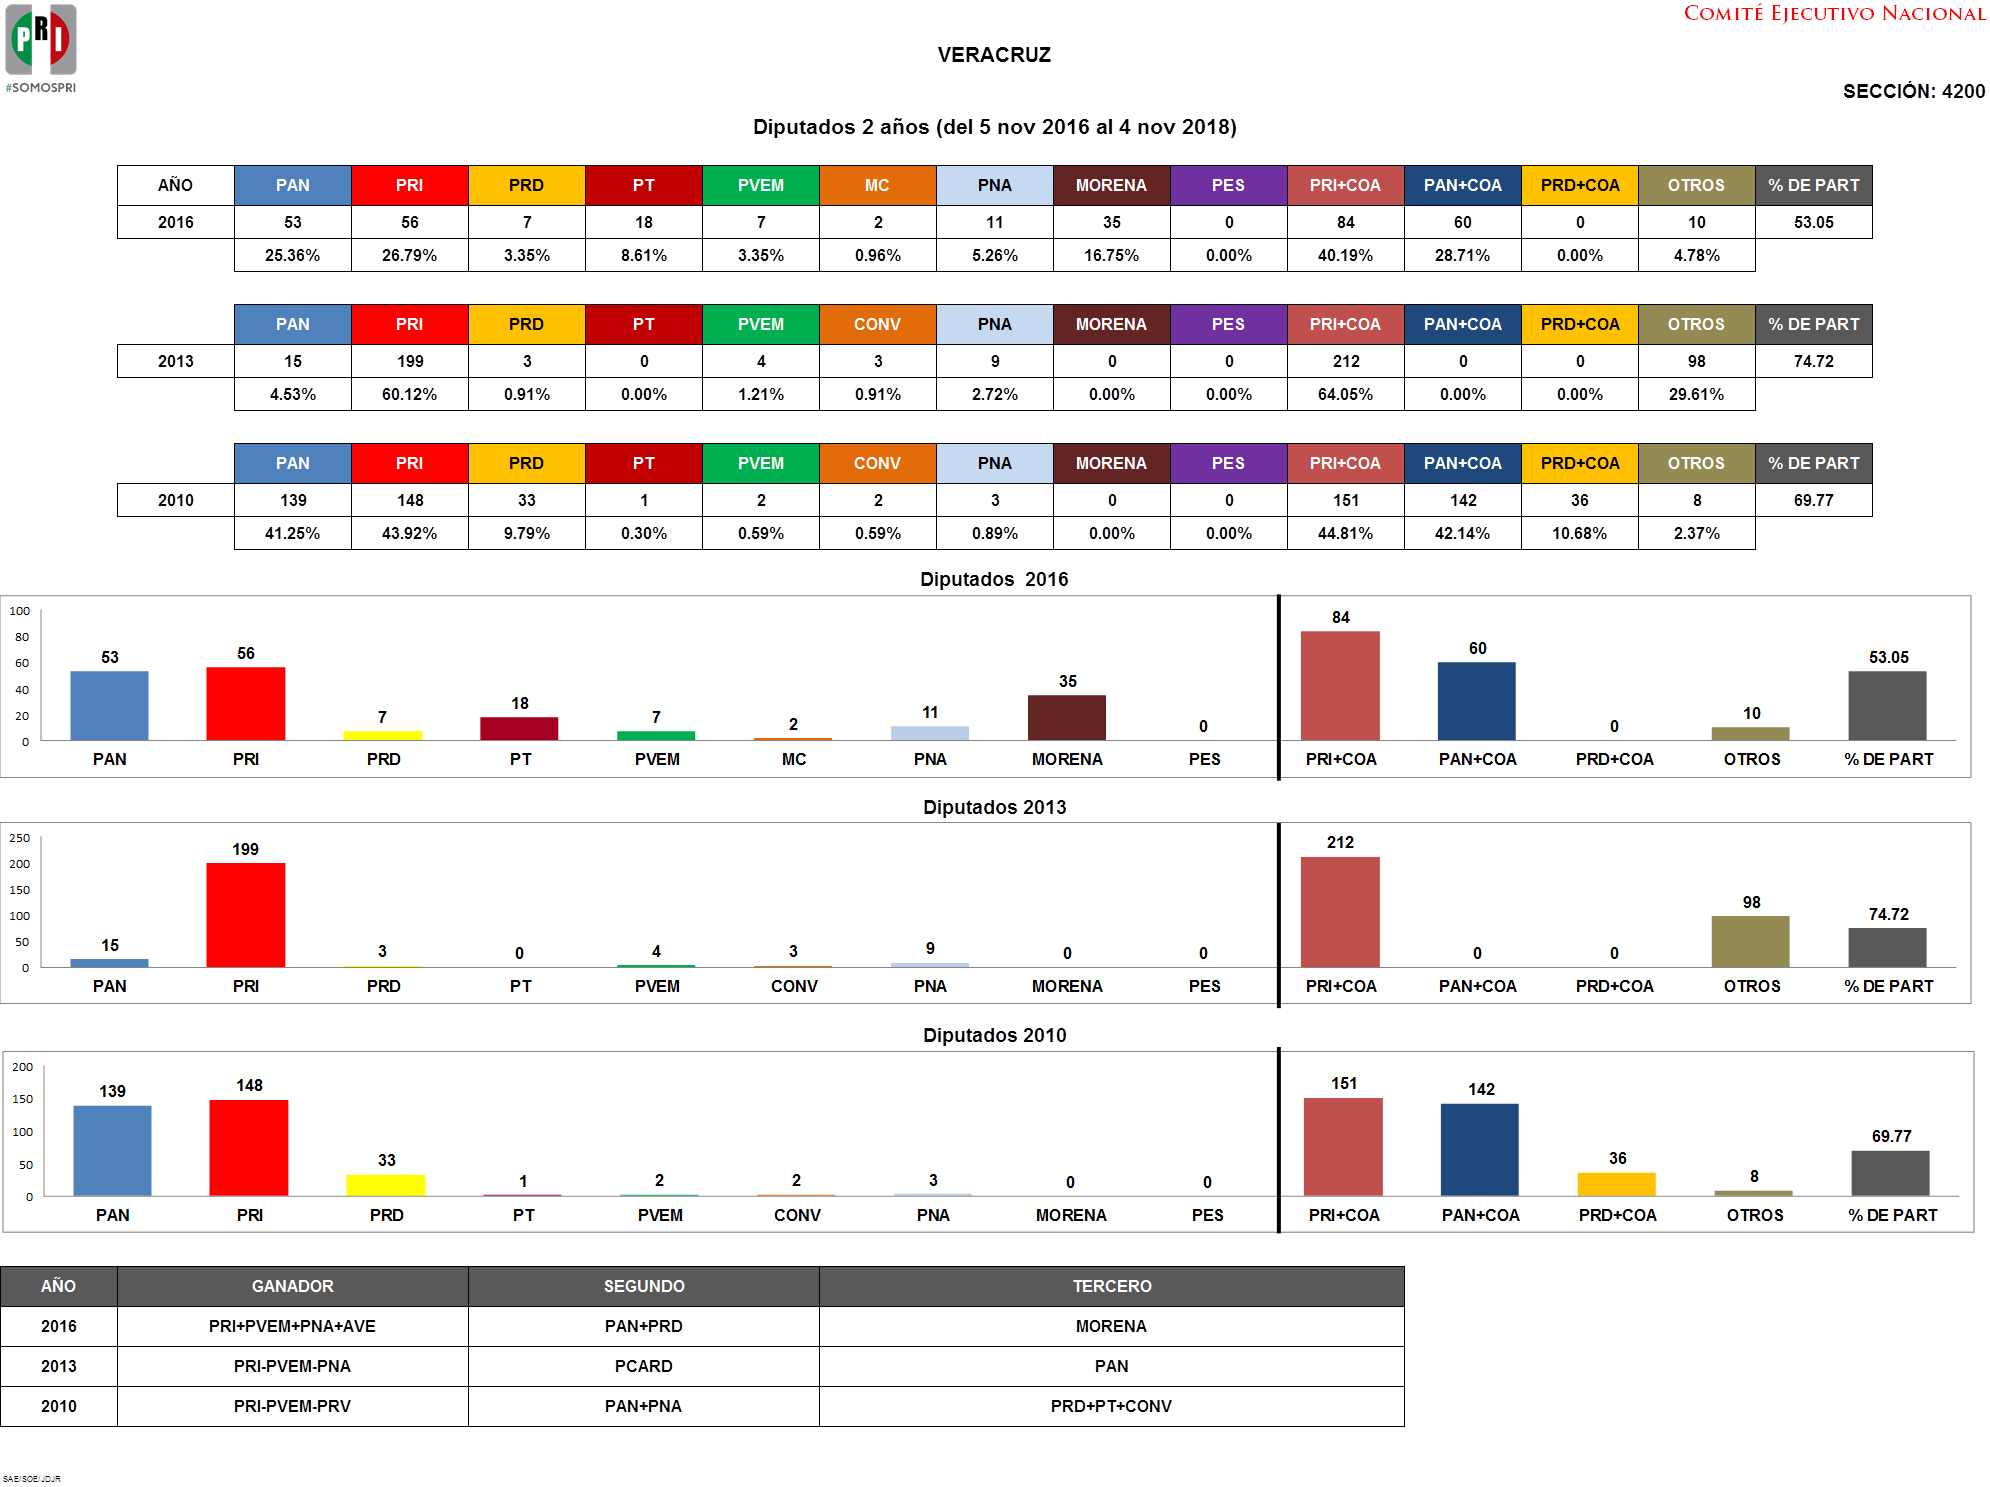 PRI
#SOMOSPRI
COMITÉ EJECUTIVO NACIONAL
VERACRUZ
SECCIÓN: 4200
Diputados 2 años (del 5 nov 2016 al 4 nov 2018)
AÑO PAN PRI PRD PT PVEM MC PNA MORENA PES PRI+COA PAN+COA PRD+COA OTROS % DE PART
2016 53 56 7 18 7 2 11 35 0 84 60 0 10 53.05
25.36% 26.79% 3.35% 8.61% 3.35% 0.96% 5.26% 16.75% 0.00% 40.19% 28.71% 0.00% 4.78%
PAN PRI PRD PT PVEM CONV PNA MORENA PES PRI+COA PAN+COA PRD+COA OTROS % DE PART
2013 15 199 3 0 4 3 9 0 0 212 0 0 98 74.72
4.53% 60.12% 0.91% 0.00% 1.21% 0.91% 2.72% 0.00% 0.00% 64.05% 0.00% 0.00% 29.61%
PAN PRI PRD PT PVEM CONV PNA MORENA PES PRI+COA PAN+COA PRD+COA OTROS % DE PART
2010 139 148 33 1 2 2 3 0 0 151 142 36 8 69.77
41.25% 43.92% 9.79% 0.30% 0.59% 0.59% 0.89% 0.00% 0.00% 44.81% 42.14% 10.68% 2.37%
Diputados 2016
100
80
60
40
20
0
53 56 7 18 7 2 11 35 0 84 60 0 10 53.05
PAN PRI PRD PT PVEM MC PNA MORENA PES PRI+COA PAN+COA PRD+COA OTROS % DE PART
Diputados 2013
250
200
150
100
50
0
15 199 3 0 4 3 9 0 0 212 0 0 98 74.72
PAN PRI PRD PT PVEM CONV PNA MORENA PES PRI+COA PAN+COA PRD+COA OTROS % DE PART
Diputados 2010
200
150
100
50
0
139 148 33 1 2 2 3 0 0 151 142 36 8 69.77
PAN PRI PRD PT PVEM CONV PNA MORENA PES PRI+COA PAN+COA PRD+COA OTROS % DE PART
AÑO GANADOR SEGUNDO TERCERO
2016 PRI+PVEM+PNA+AVE PAN+PRD MORENA
2013 PRI-PVEM-PNA PCARD PAN
2010 PRI-PVEM-PRV PAN+PNA PRD+PT+CONV
SAE/SOE/JDJR